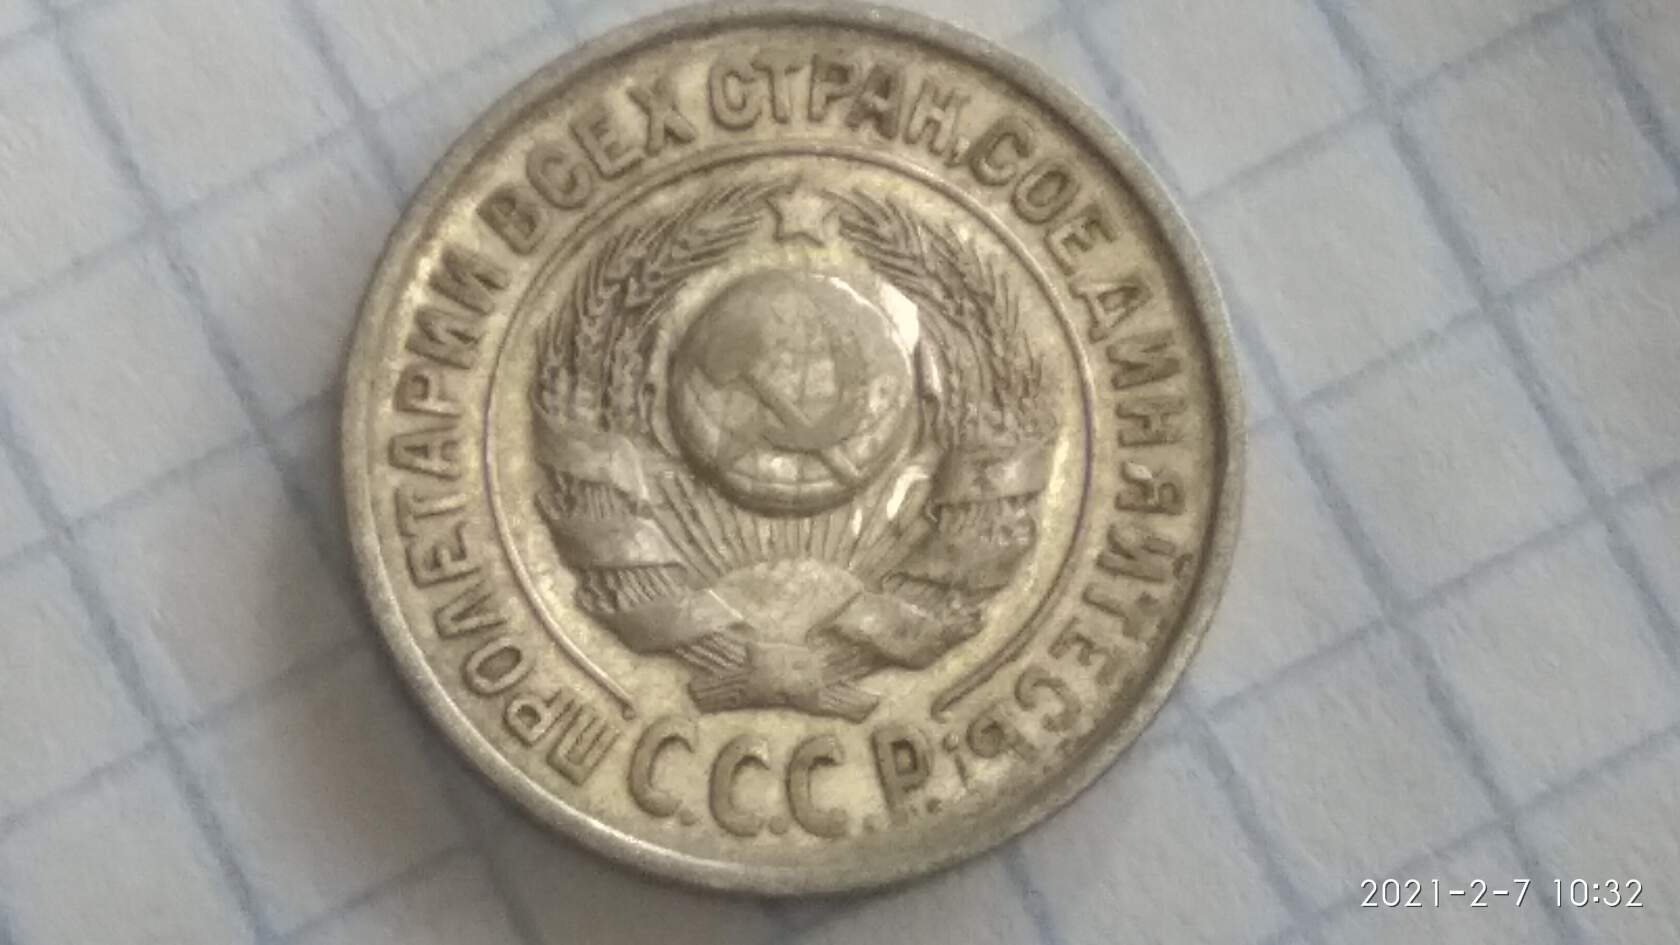 ПРОЛЕТАРИИ ВСЕХ СТРАН, СОЕДИНЯЙТЕСЬ!
С.С.С.Р.
2021-2-7 10:32